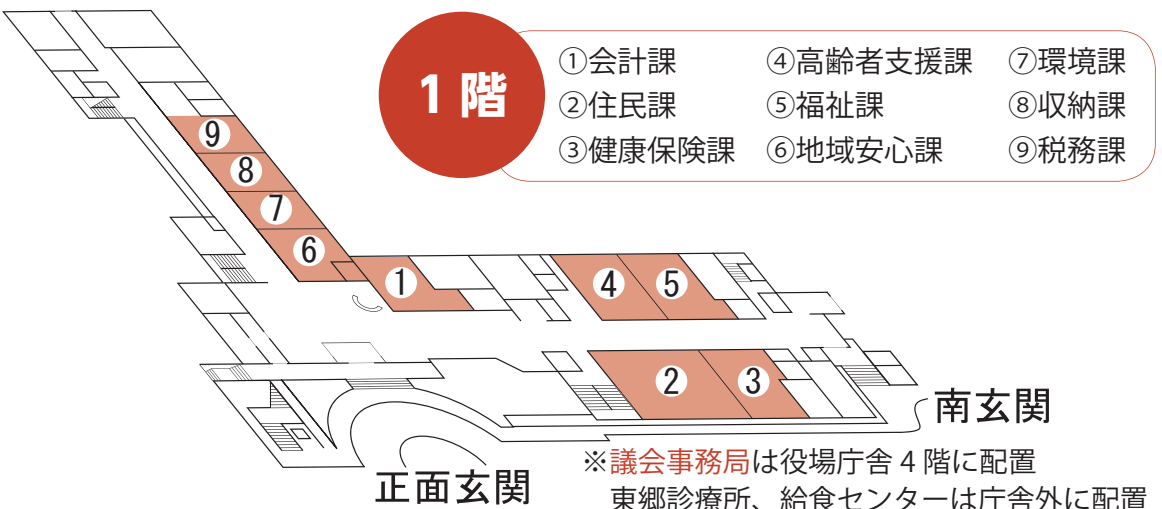 1階
①会計課 ④高齢者支援課 ⑦環境課
②住民課 ⑤福祉課 ⑧収納課
③健康保険課 ⑥地域安心課 ⑨税務課
9
8
7
6
1
4
5
2
3
南玄関
正面玄関
※議会事務局は役場庁舎4階に配置
東郷診療所、給食センターは庁舎外に配置